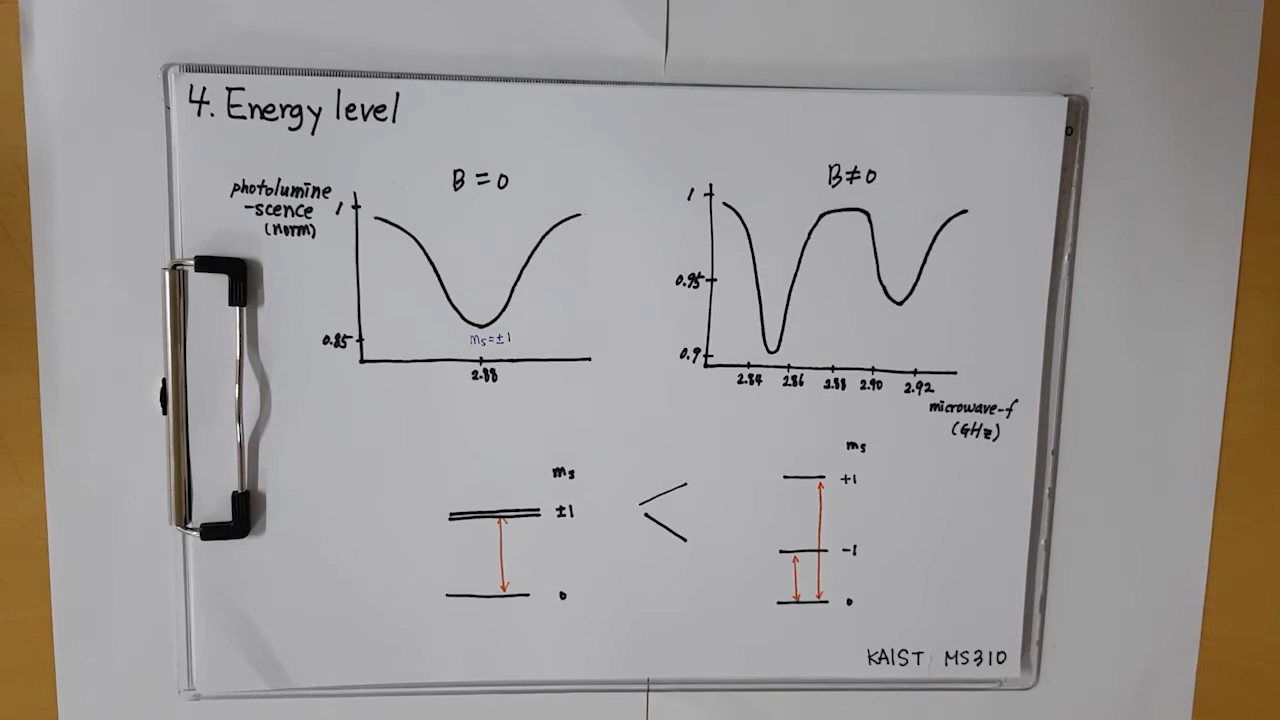 4. Energy level
B = 0
photolumine
-scence
(norm)
1
0.85
ms=±1
2.88
B≠0
1
0.95
0.9
2.84 2.86 2.88 2.90 2.92
microwave-f
(GHz)
ms
±1
0
ms
+1
-1
0
KAIST MS310